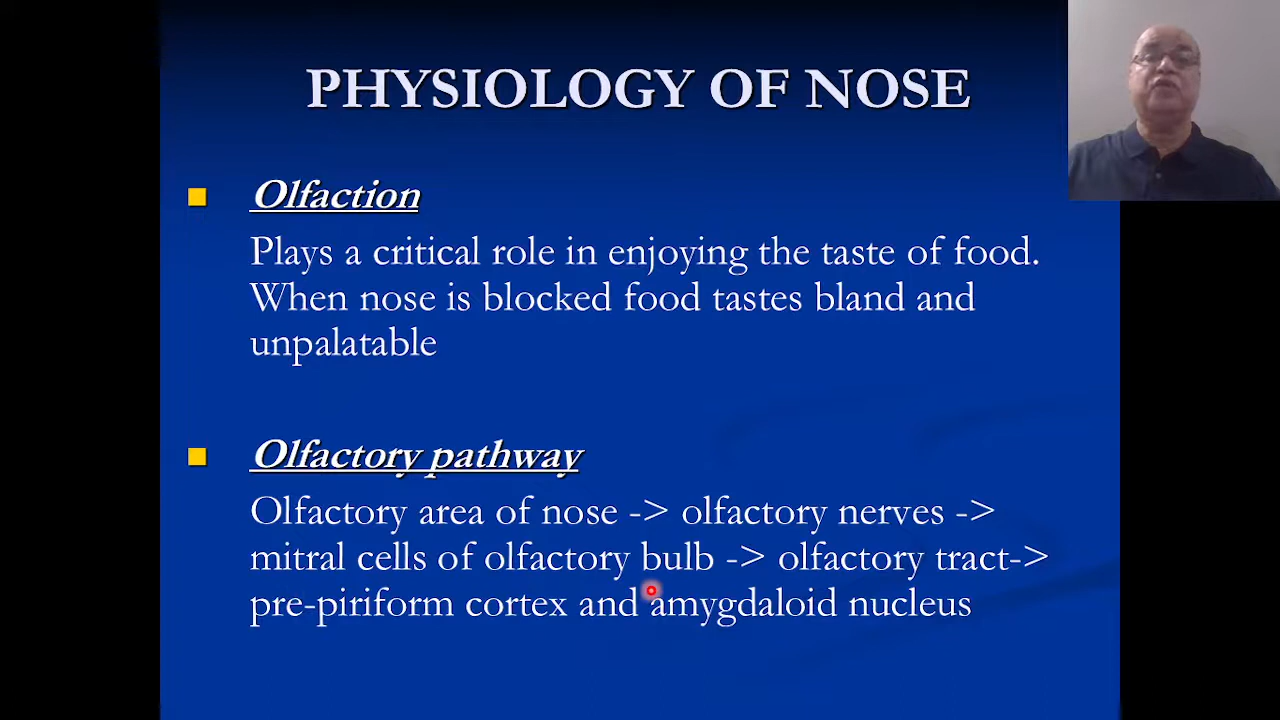 PHYSIOLOGY OF NOSE
Olfaction
Plays a critical role in enjoying the taste of food.
When nose is blocked food tastes bland and
unpalatable
Olfactory pathway
Olfactory area of nose -> olfactory nerves ->
mitral cells of olfactory bulb -> olfactory tract->
pre-piriform cortex and amygdaloid nucleus